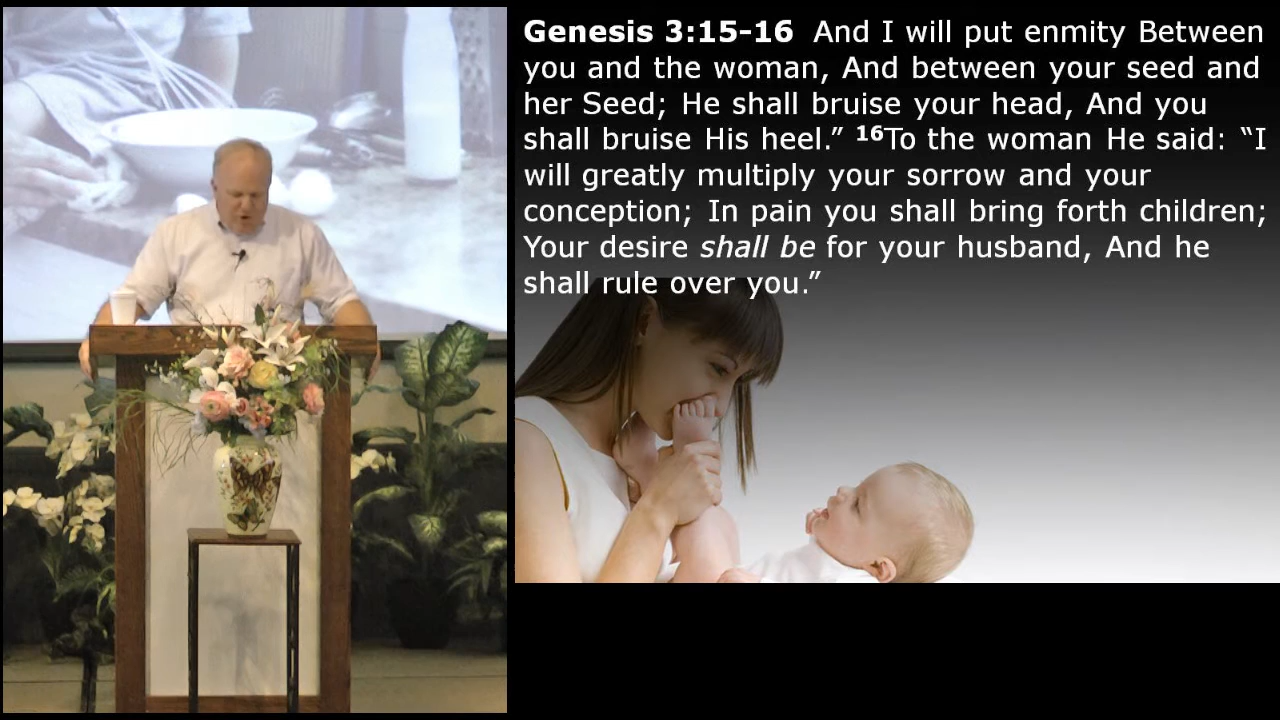 Genesis 3:15-16 And I will put enmity Between
you and the woman, And between your seed and
her Seed; He shall bruise your head, And you
shall bruise His heel.” 16To the woman He said: “I
will greatly multiply your sorrow and your
conception; In pain you shall bring forth children;
Your desire shall be for your husband, And he
shall rule over you.”